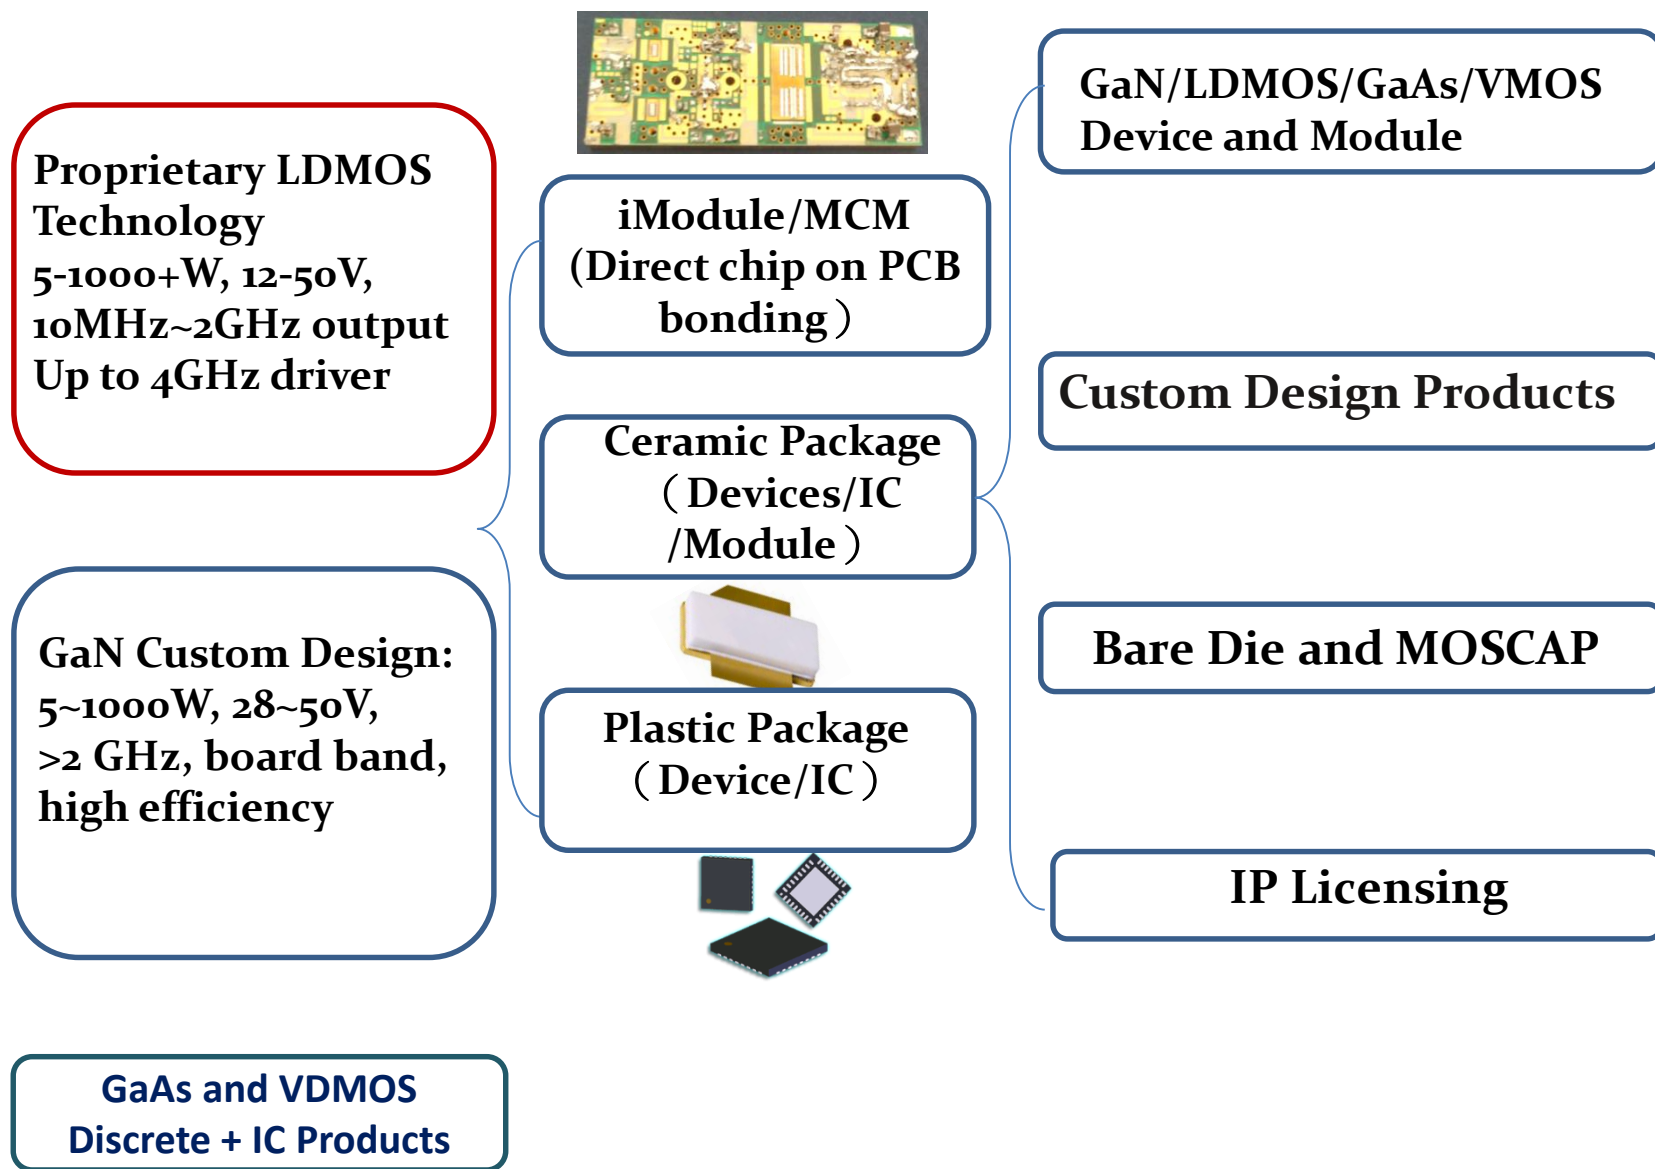 Proprietary LDMOS
Technology
5-1000+W, 12-50V,
10MHz~2GHz output
Up to 4GHz driver
GaN Custom Design:
5~1000W, 28~50V,
>2 GHz, board band,
high efficiency
GaAs and VDMOS
Discrete + IC Products
iModule/MCM
(Direct chip on PCB
bonding）
Ceramic Package
（Devices/IC
/Module）
Plastic Package
（Device/IC）
GaN/LDMOS/GaAs/VMOS
Device and Module
Custom Design Products
Bare Die and MOSCAP
IP Licensing